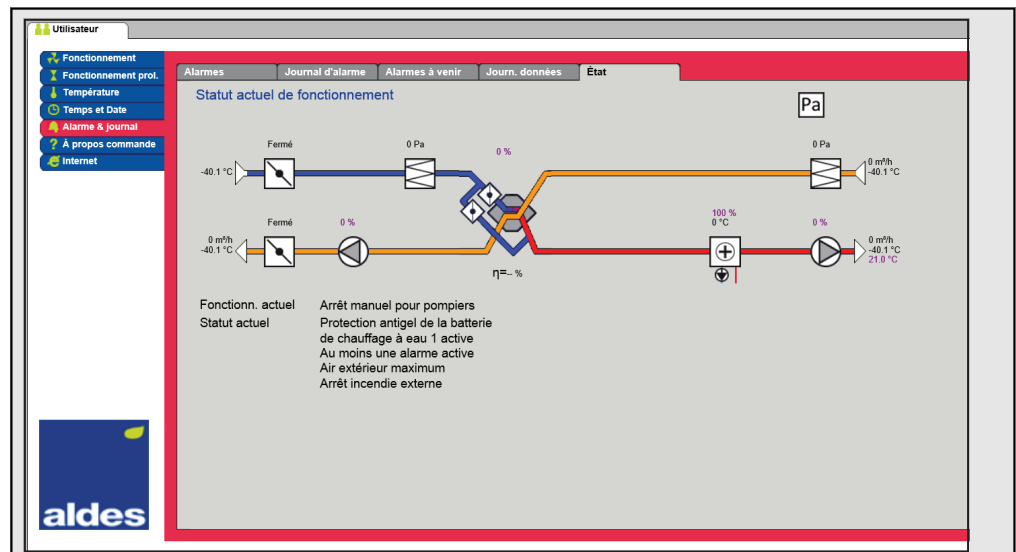 Utilisateur
Fonctionnement
Fonctionnement prol.
Température
Temps et Date
Alarme & journal
À propos commande
Internet
Alarmes
Journal d'alarme
Alarmes à venir
Journ. données
État
Statut actuel de fonctionnement
Pa
Fermé
0 Pa
0 %
0 Pa
-40.1 °C
0 m³/h
-40.1 °C
Fermé
0 %
100 %
0 °C
0 %
0 m³/h
-40.1 °C
0 m³/h
-40.1 °C
21.0 °C
η=-- %
Fonctionn. actuel Arrêt manuel pour pompiers
Statut actuel Protection antigel de la batterie
de chauffage à eau 1 active
Au moins une alarme active
Air extérieur maximum
Arrêt incendie externe
aldes